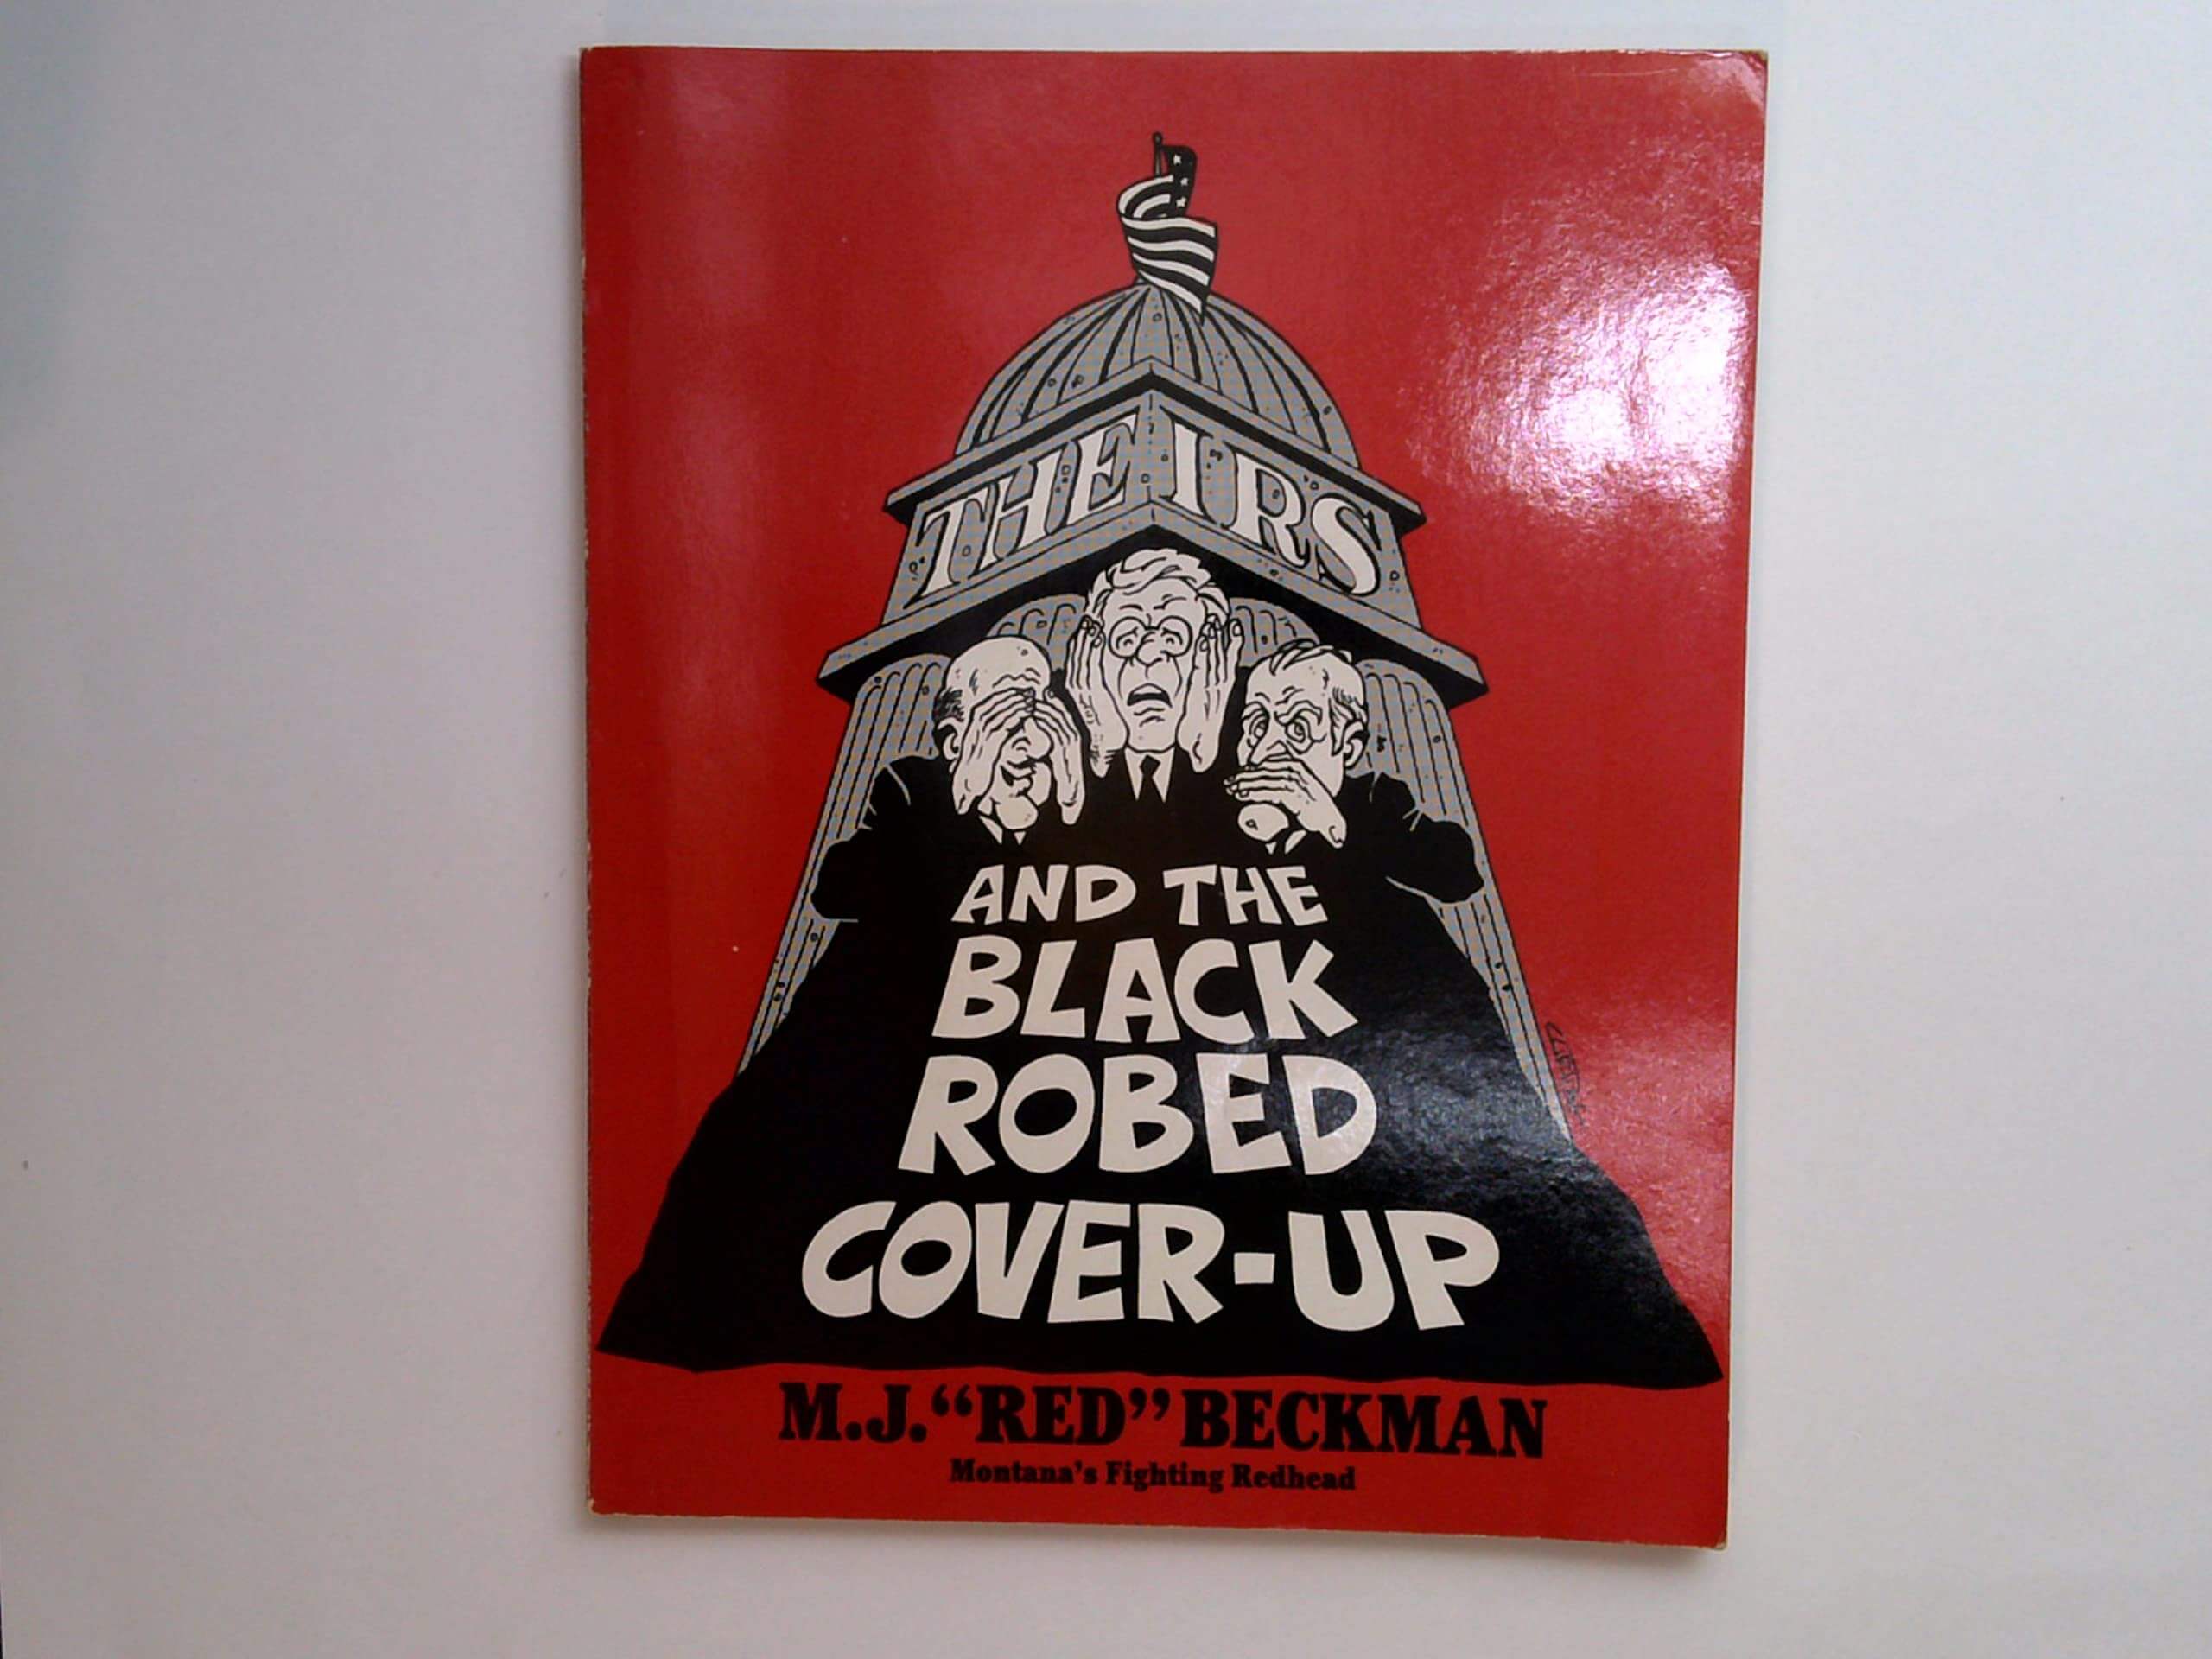 THE IRS
AND THE
BLACK
ROBED
COVER-UP
M.J. “RED” BECKMAN
Montana's Fighting Redhead